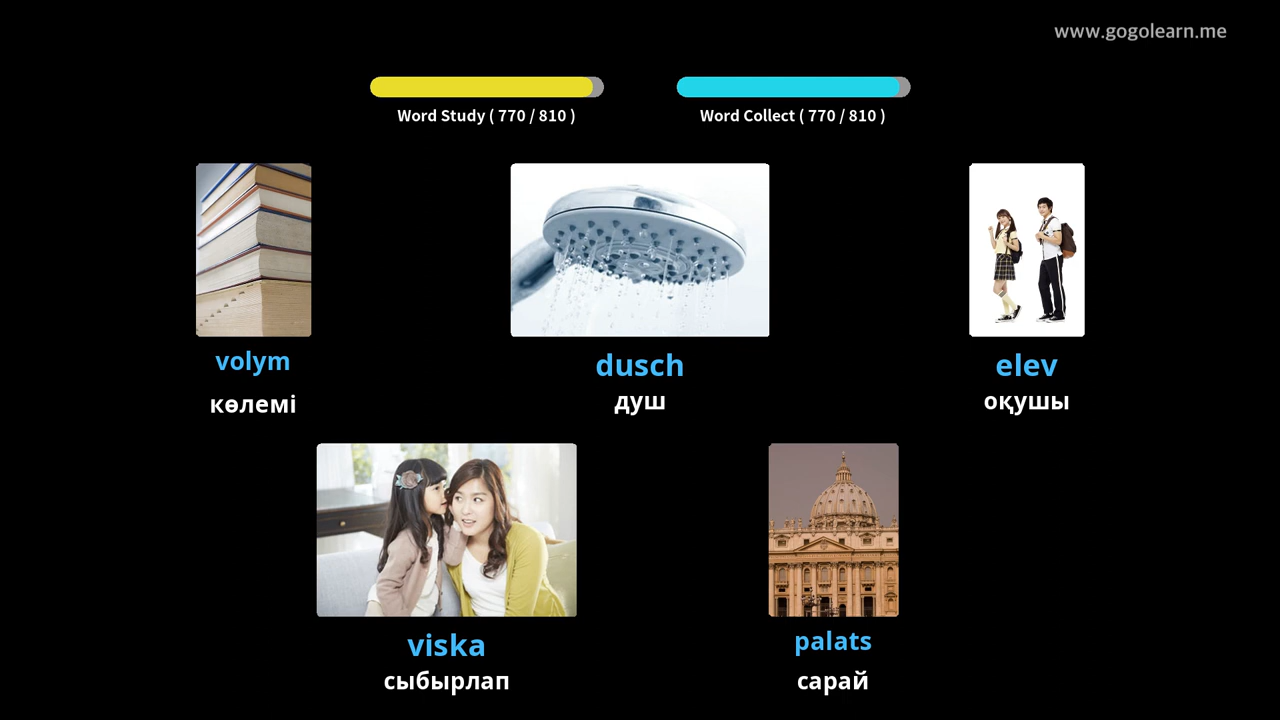 www.gogolearn.me
Word Study ( 770 / 810 )
Word Collect ( 770 / 810 )
volym
көлемі
dusch
душ
elev
оқушы
viska
сыбырлап
palats
сарай